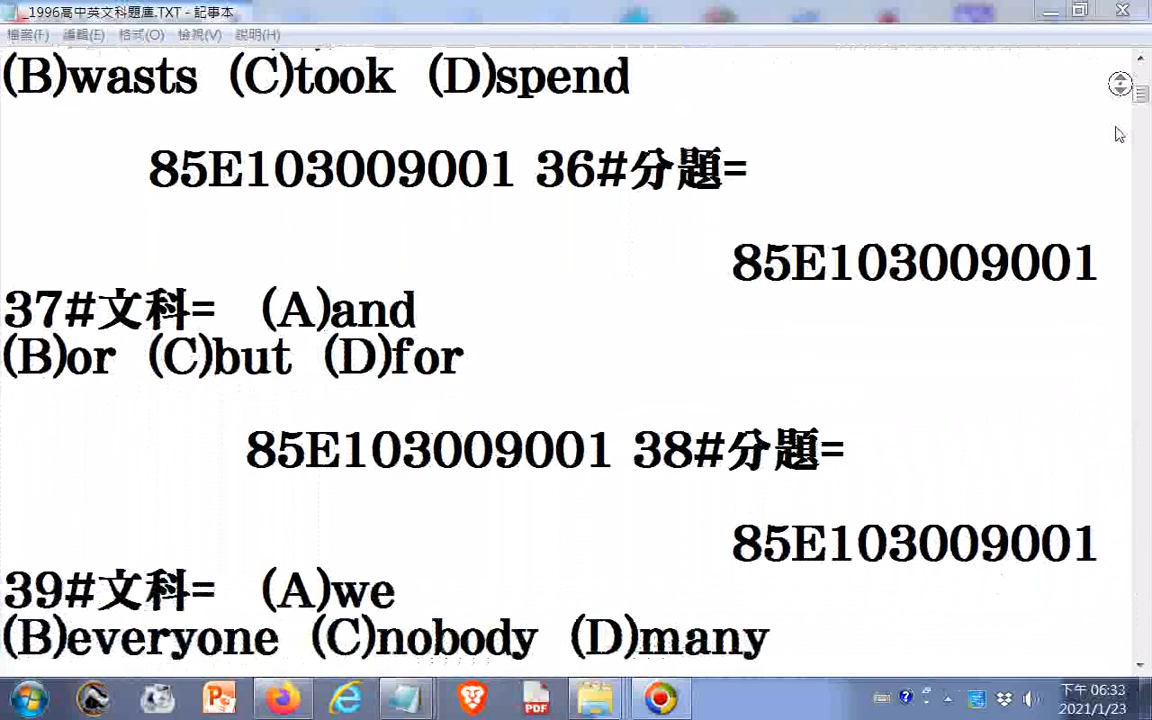 _1996高中英文科題庫.TXT - 記事本
檔案(F) 編輯(E) 格式(O) 檢視(V) 說明(H)
(B)wasts (C)took (D)spend
85E103009001 36#分題=
85E103009001
37#文科= (A)and
(B)or (C)but (D)for
85E103009001 38#分題=
85E103009001
39#文科= (A)we
(B)everyone (C)nobody (D)many
PDF
下午 06:33
2021/1/23